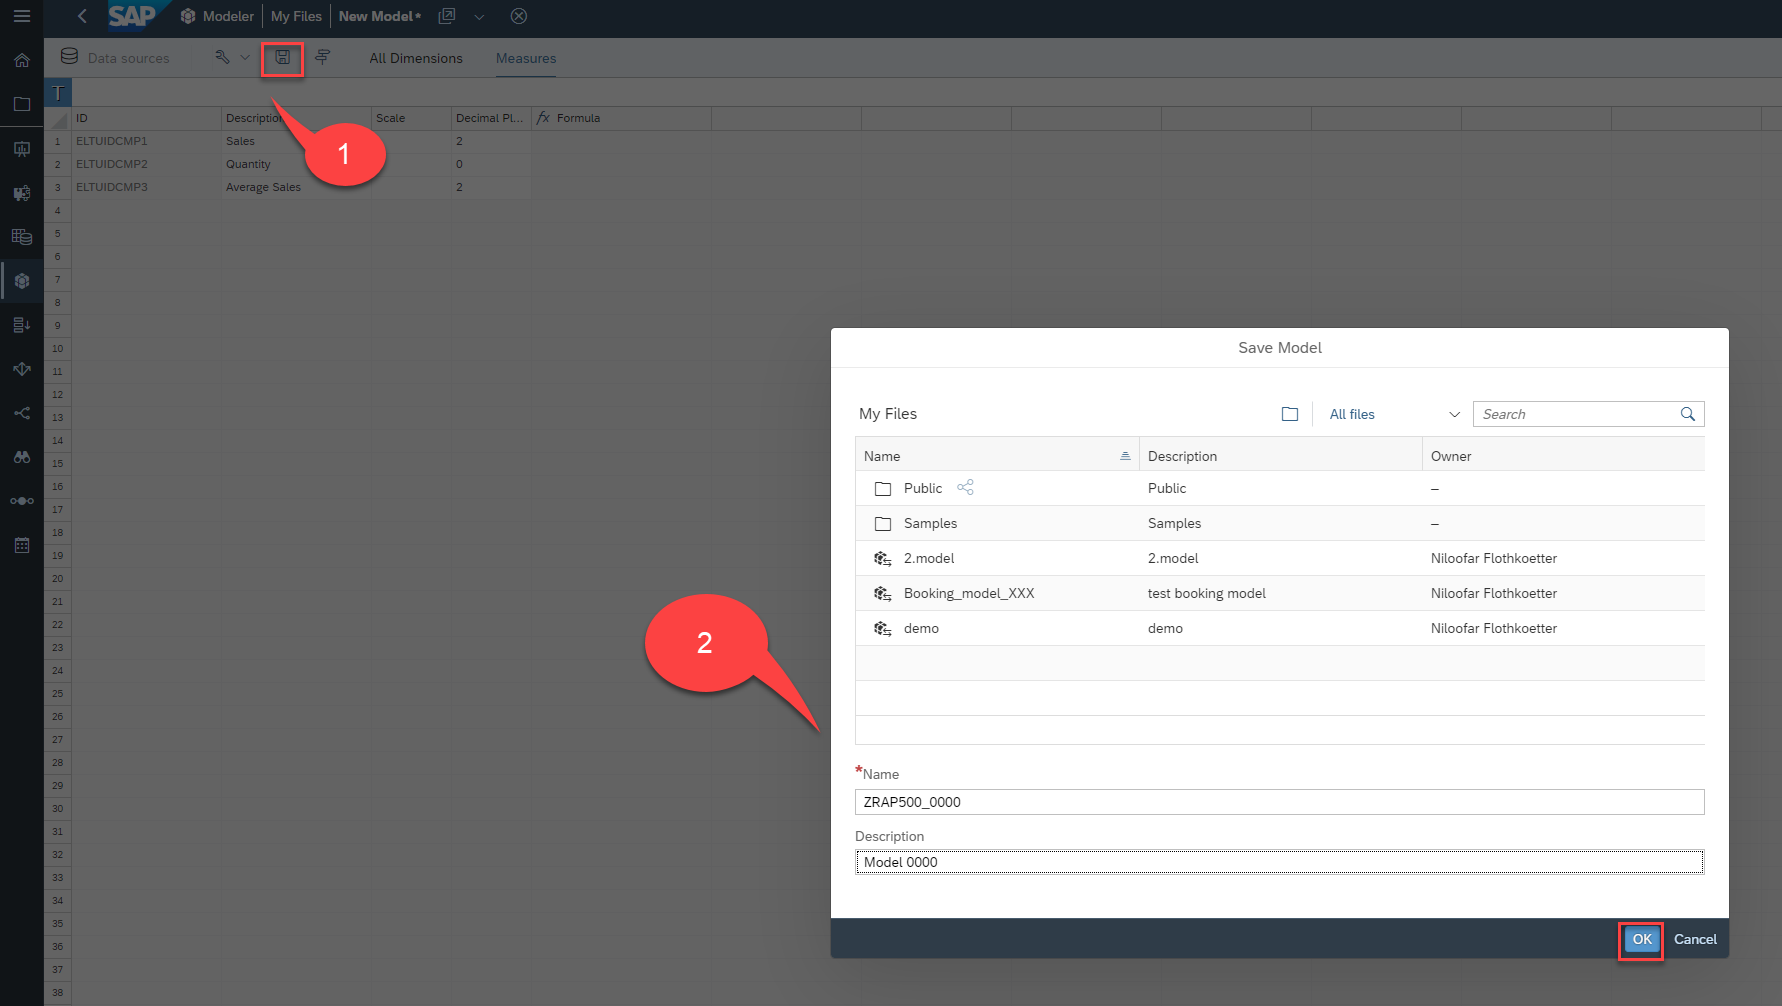 SAP Modeler My Files New Model*
Data sources All Dimensions Measures
T
ID Description Scale Decimal Pl... fx Formula
1 ELTUIDCMP1 Sales 2
2 ELTUIDCMP2 Quantity 0
3 ELTUIDCMP3 Average Sales 2
4
5
6
7
8
9
10
11
12
13
14
15
16
17
18
19
20
21
22
23
24
25
26
27
28
29
30
31
32
33
34
35
36
37
38
1
2
Save Model
My Files All files Search
Name Description Owner
Public Public –
Samples Samples –
2.model 2.model Niloofar Flothkoetter
Booking_model_XXX test booking model Niloofar Flothkoetter
demo demo Niloofar Flothkoetter
*Name
ZRAP500_0000
Description
Model 0000
OK Cancel